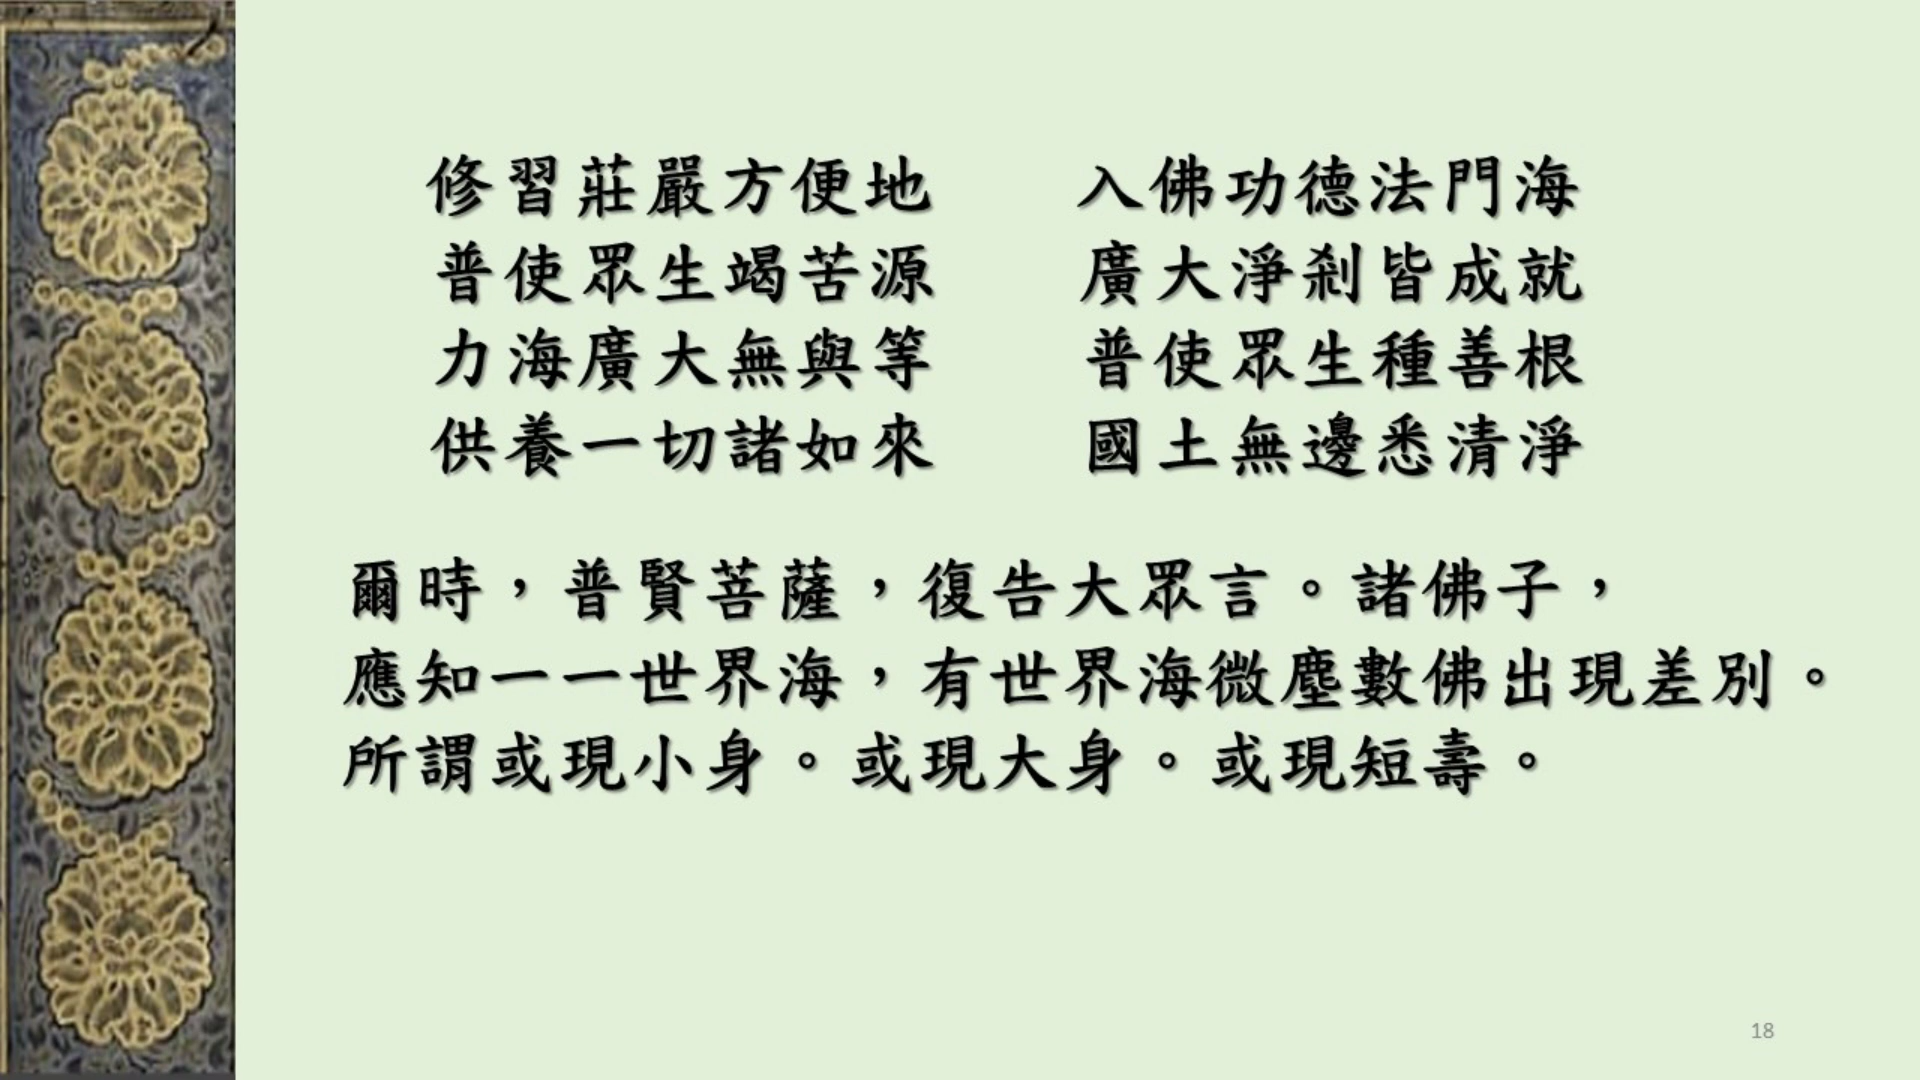 修習莊嚴方便地　　入佛功德法門海
普使眾生竭苦源　　廣大淨剎皆成就
力海廣大無與等　　普使眾生種善根
供養一切諸如來　　國土無邊悉清淨
爾時，普賢菩薩，復告大眾言。諸佛子，
應知一一世界海，有世界海微塵數佛出現差別。
所謂或現小身。或現大身。或現短壽。
18